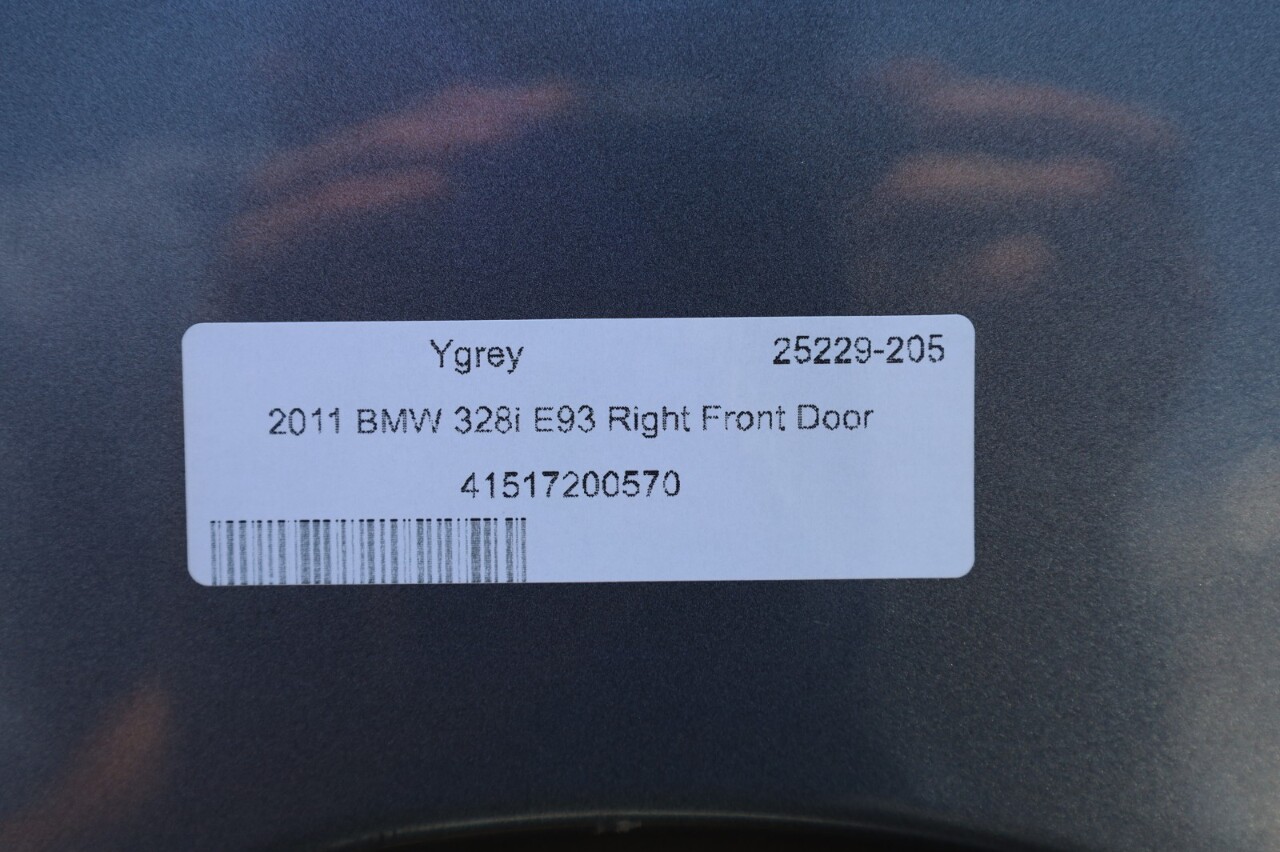 Ygrey 25229-205
2011 BMW 328i E93 Right Front Door
41517200570